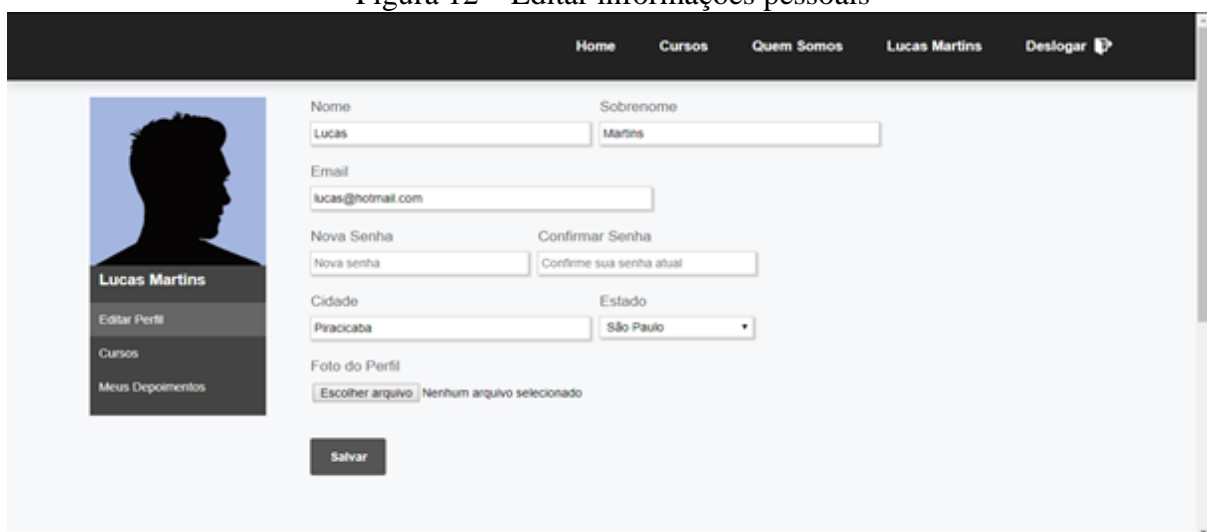 Figura 12 – Editar informações pessoais
Home Cursos Quem Somos Lucas Martins Deslogar
Nome Sobrenome
Lucas Martins
Email
lucas@hotmail.com
Nova Senha Confirmar Senha
Nova senha Confirme sua senha atual
Lucas Martins
Editar Perfil
Cursos
Meus Depoimentos
Cidade Estado
Piracicaba São Paulo
Foto do Perfil
Escolher arquivo Nenhum arquivo selecionado
Salvar